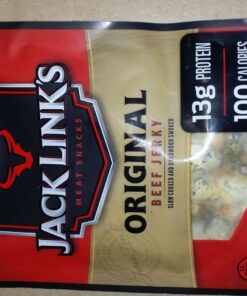 JACK LINK'S
MEAT SNACKS
ORIGINAL
BEEF JERKY
SLOW COOKED AND HARDWOOD SMOKED
13g PROTEIN
100 CALORIES